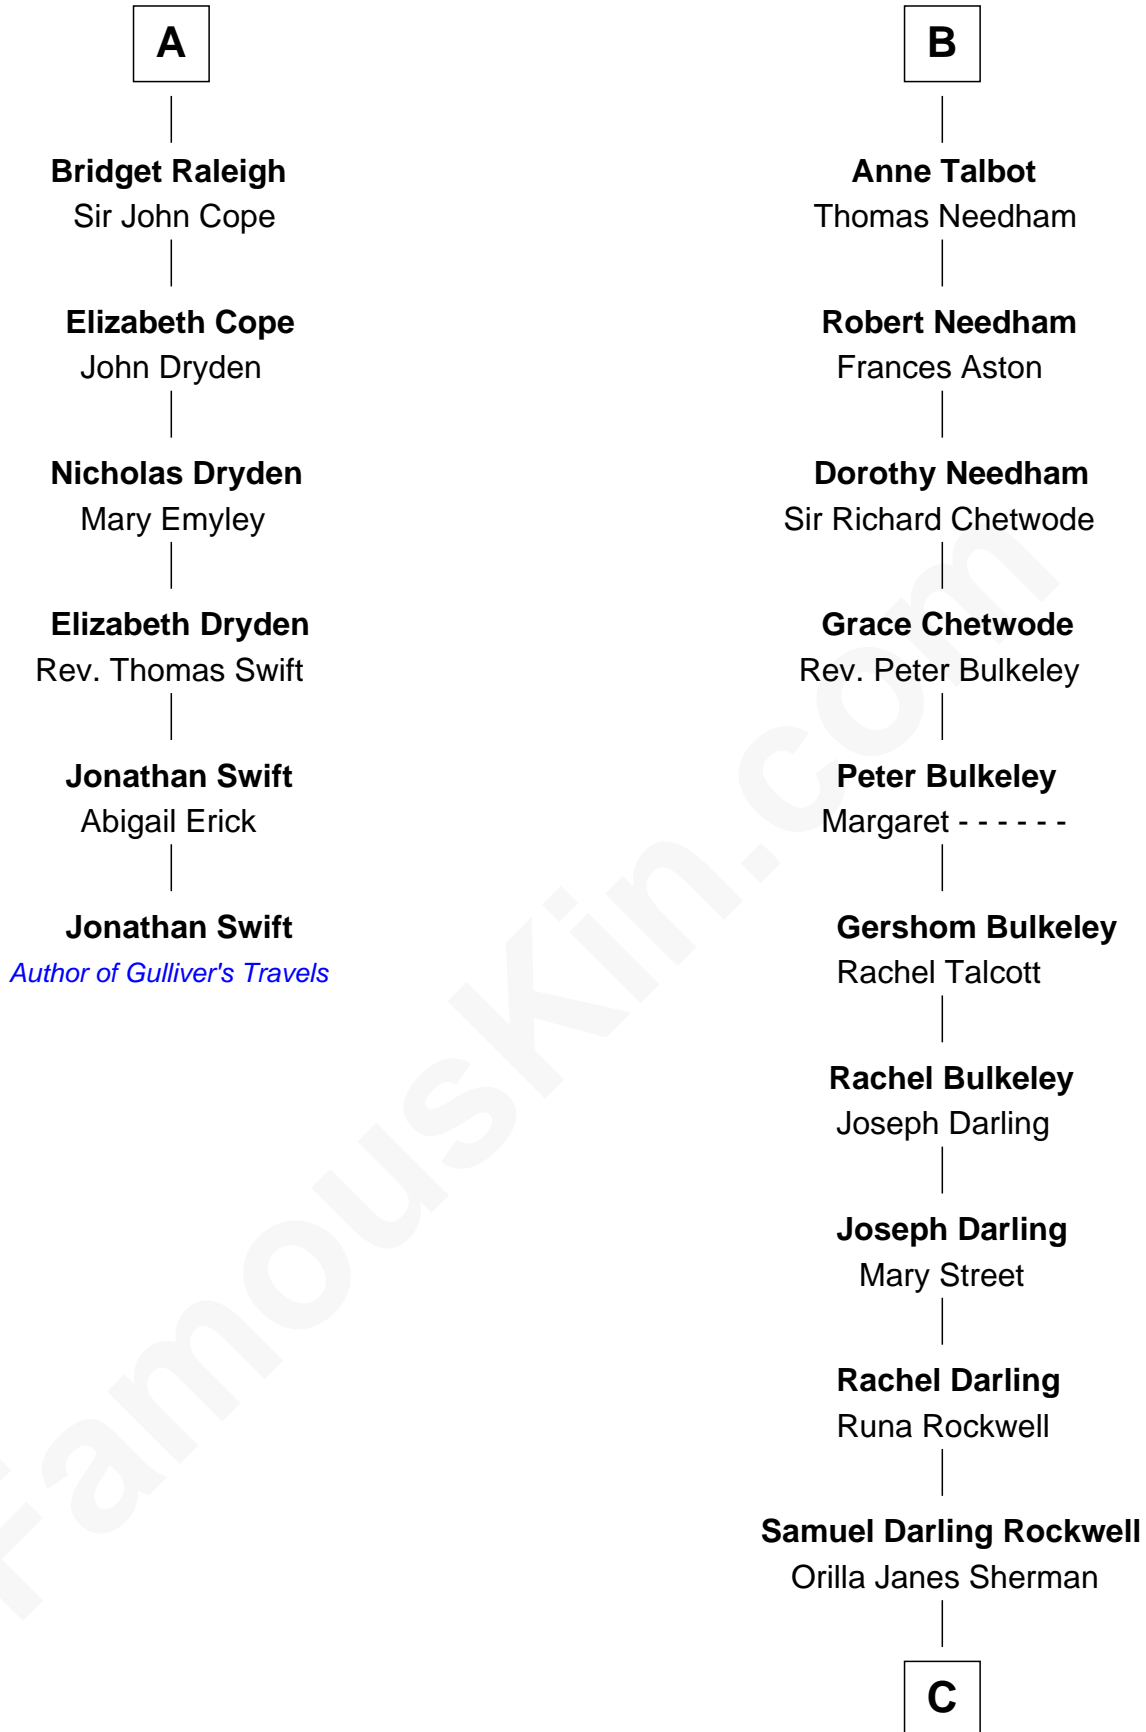 A
Bridget Raleigh
Sir John Cope
Elizabeth Cope
John Dryden
Nicholas Dryden
Mary Emyley
Elizabeth Dryden
Rev. Thomas Swift
Jonathan Swift
Abigail Erick
Jonathan Swift
Author of Gulliver's Travels
B
Anne Talbot
Thomas Needham
Robert Needham
Frances Aston
Dorothy Needham
Sir Richard Chetwode
Grace Chetwode
Rev. Peter Bulkeley
Peter Bulkeley
Margaret - - - - - -
Gershom Bulkeley
Rachel Talcott
Rachel Bulkeley
Joseph Darling
Joseph Darling
Mary Street
Rachel Darling
Runa Rockwell
Samuel Darling Rockwell
Orilla Janes Sherman
C
FamousKin.com